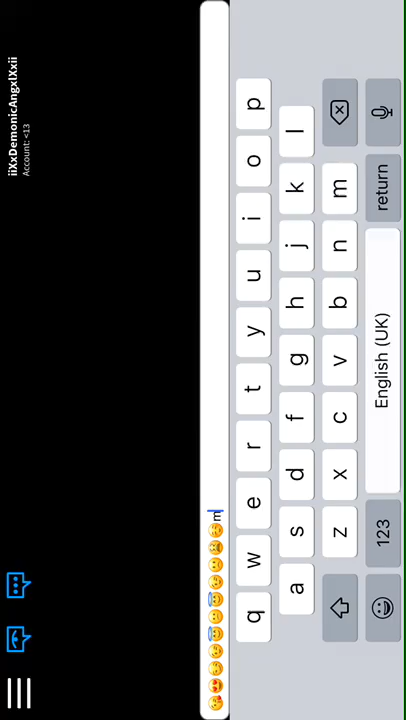 iiXxDemonicAngxlXxii
Account: <13
😘😍😚😉😇🙂😇😉🙂😫😊m
q w e r t y u i o p
a s d f g h j k l
z x c v b n m
123 English (UK) return